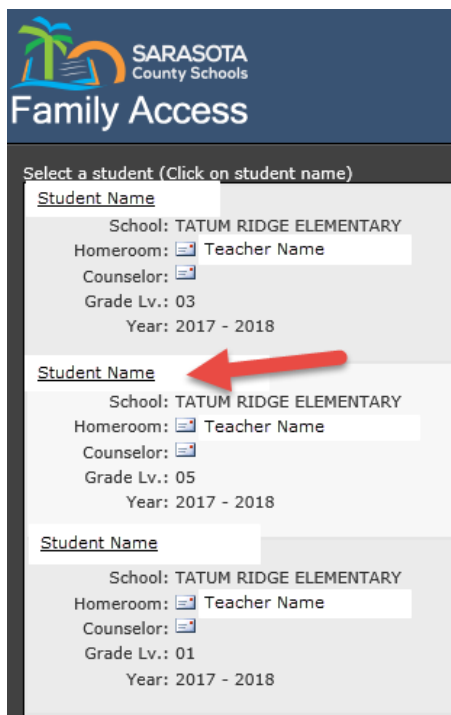 SARASOTA
County Schools
Family Access
Select a student (Click on student name)
Student Name
School: TATUM RIDGE ELEMENTARY
Homeroom: Teacher Name
Counselor:
Grade Lv.: 03
Year: 2017 - 2018
Student Name
School: TATUM RIDGE ELEMENTARY
Homeroom: Teacher Name
Counselor:
Grade Lv.: 05
Year: 2017 - 2018
Student Name
School: TATUM RIDGE ELEMENTARY
Homeroom: Teacher Name
Counselor:
Grade Lv.: 01
Year: 2017 - 2018